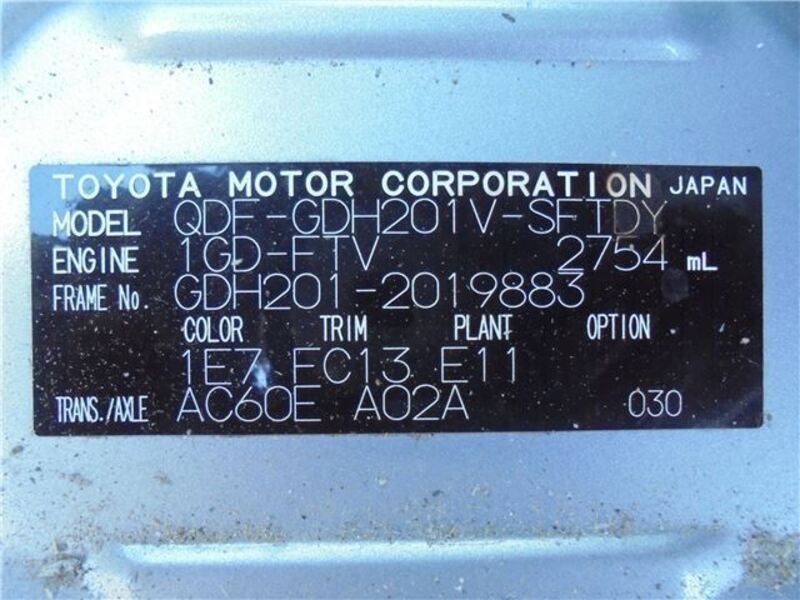 TOYOTA MOTOR CORPORATION JAPAN
MODEL QDF-GDH201V-SFTDY
ENGINE 1GD-FTV 2754 mL
FRAME No. GDH201-2019883
COLOR TRIM PLANT OPTION
1E7 FC13 E11
TRANS./AXLE AC60E A02A 030